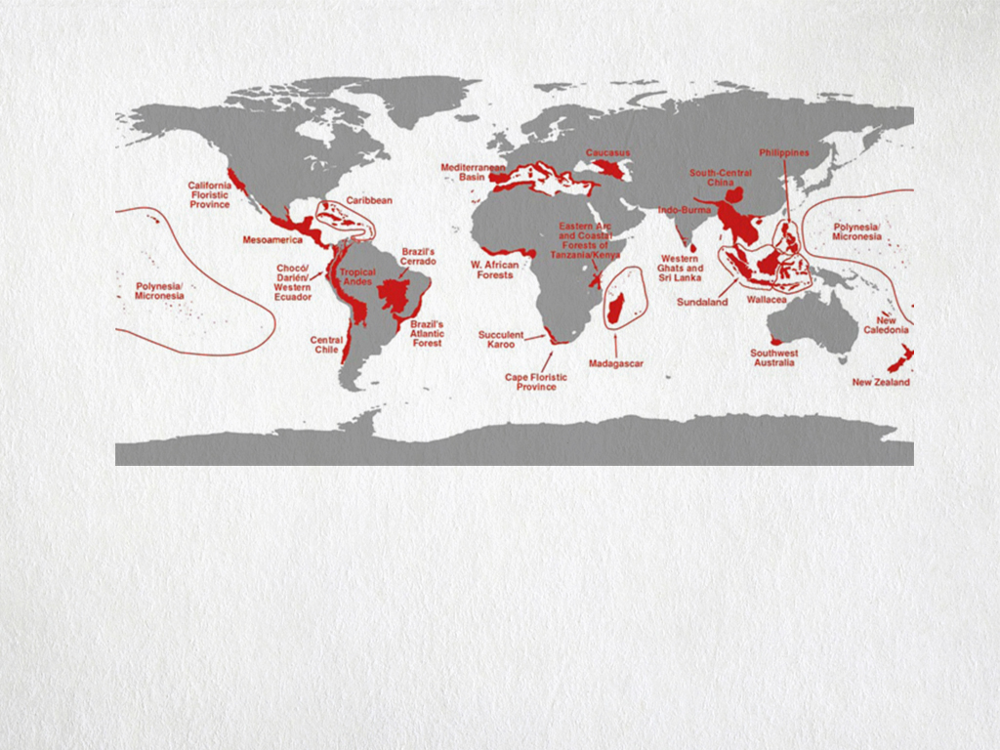 Philippines
Caucasus
Mediterranean
Basin
South-Central
China
California
Floristic
Province
Caribbean
Indo-Burma
Mesoamerica
Eastern Arc
and Coastal
Forests of
Tanzania/Kenya
Polynesia/
Micronesia
Brazil's
Cerrado
W. African
Forests
Western
Ghats and
Sri Lanka
Chocó/
Darién/
Western
Ecuador
Tropical
Andes
Polynesia/
Micronesia
Sundaland
Wallacea
New
Caledonia
Brazil's
Atlantic
Forest
Central
Chile
Succulent
Karoo
Madagascar
Southwest
Australia
Cape Floristic
Province
New Zealand